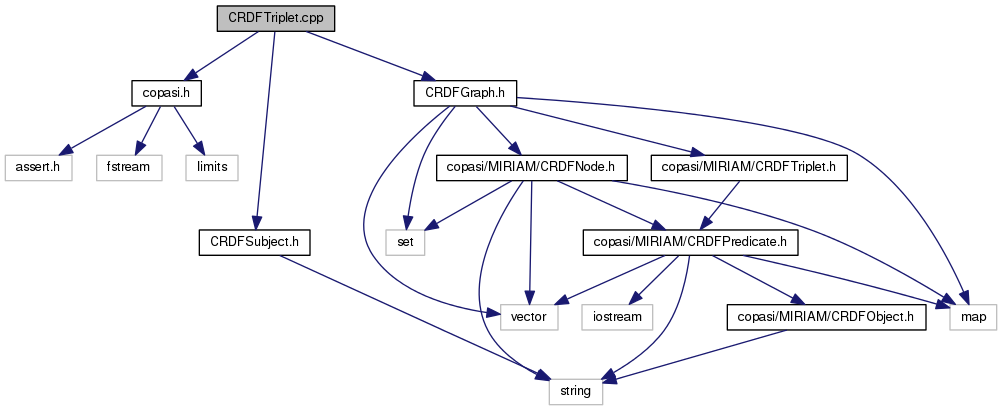 CRDFTriplet.cpp
copasi.h
CRDFGraph.h
assert.h
fstream
limits
copasi/MIRIAM/CRDFNode.h
copasi/MIRIAM/CRDFTriplet.h
CRDFSubject.h
set
copasi/MIRIAM/CRDFPredicate.h
vector
iostream
copasi/MIRIAM/CRDFObject.h
map
string